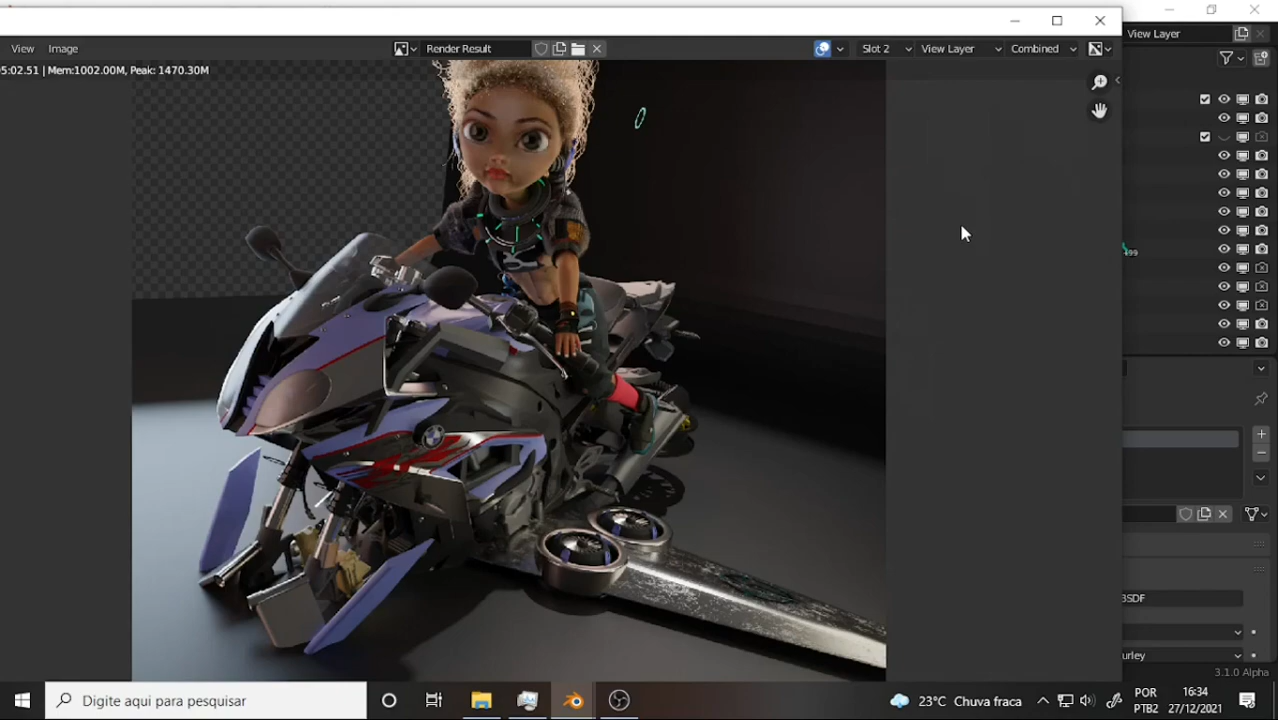 View Layer
View
Image
Render Result
Slot 2
View Layer
Combined
5:02.51 | Mem:1002.00M, Peak: 1470.30M
499
3SDF
urley
3.1.0 Alpha
Digite aqui para pesquisar
23°C Chuva fraca
POR
PTB2
16:34
27/12/2021